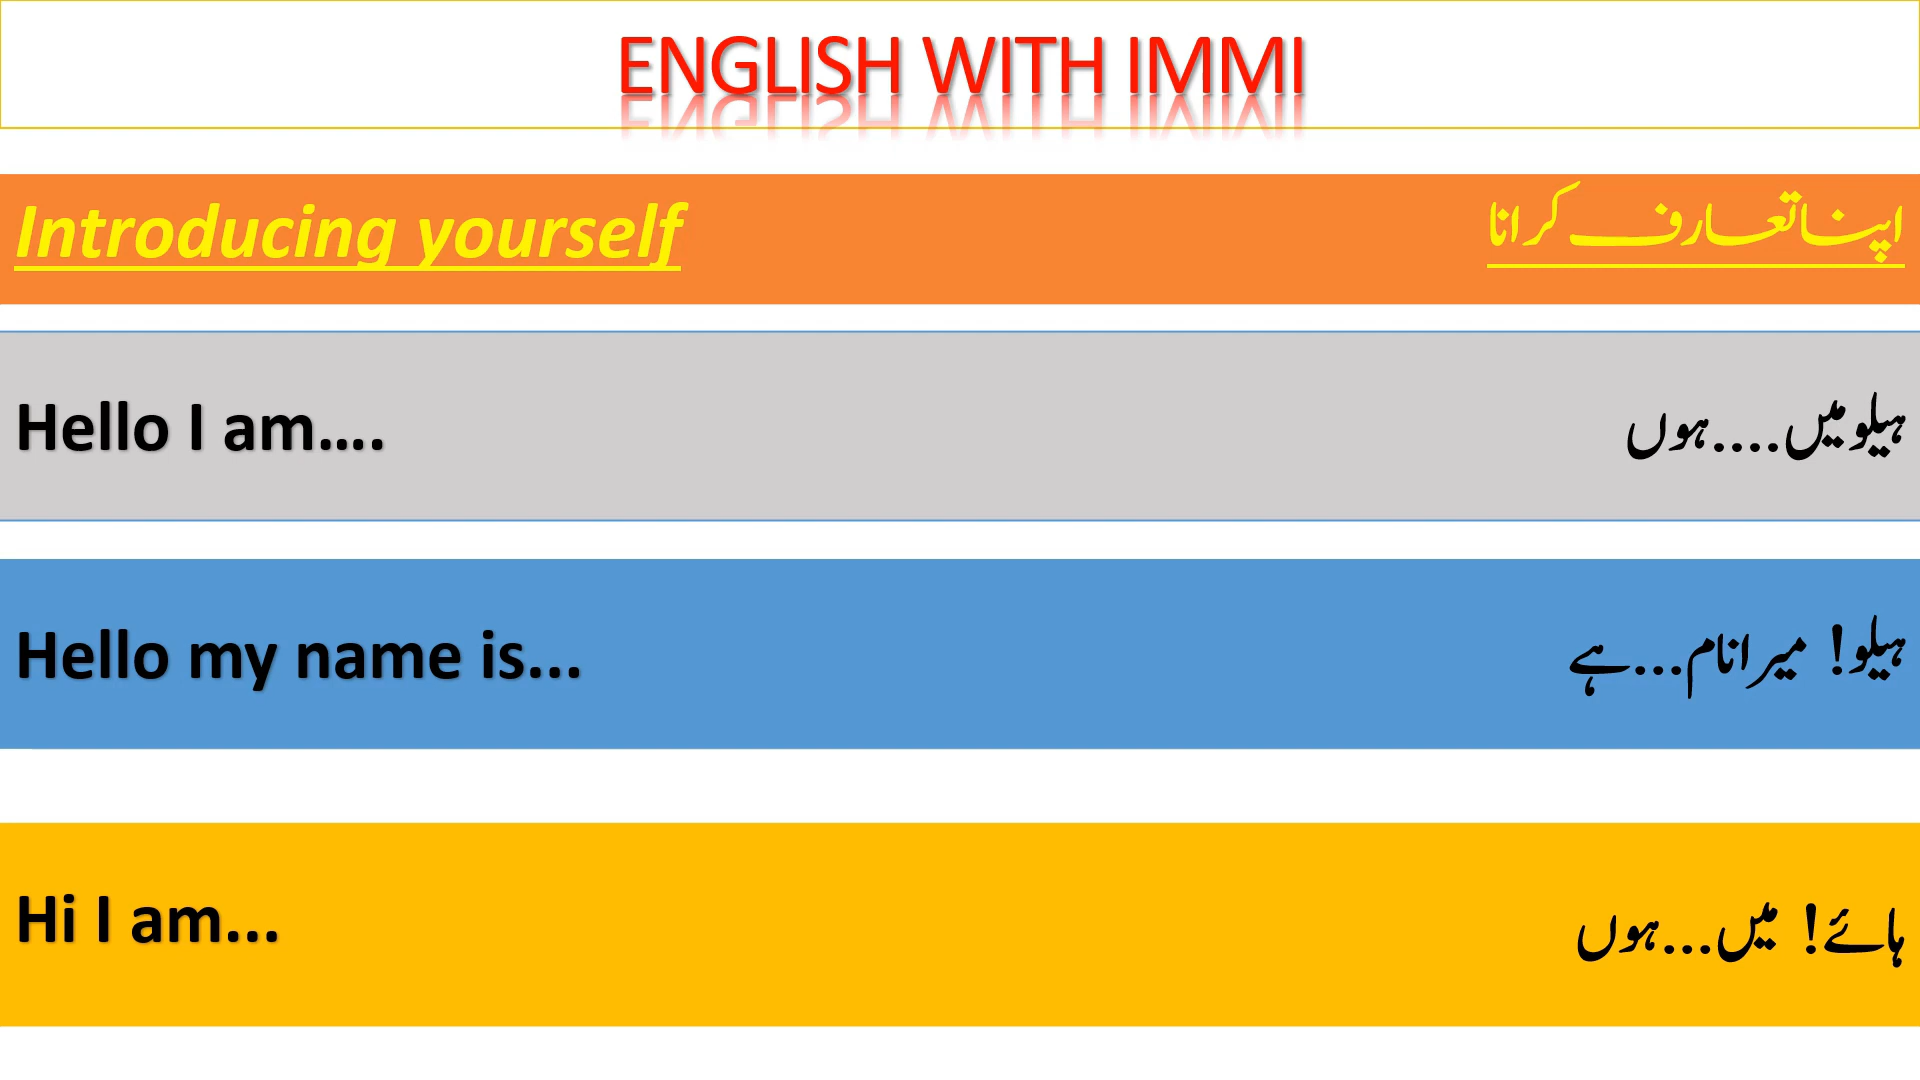 ENGLISH WITH IMMI
Introducing yourself اپنا تعارف کرانا
Hello I am.... ہیلو میں....ہوں
Hello my name is... ہیلو! میرا نام...ہے
Hi I am... ہائے! میں...ہوں